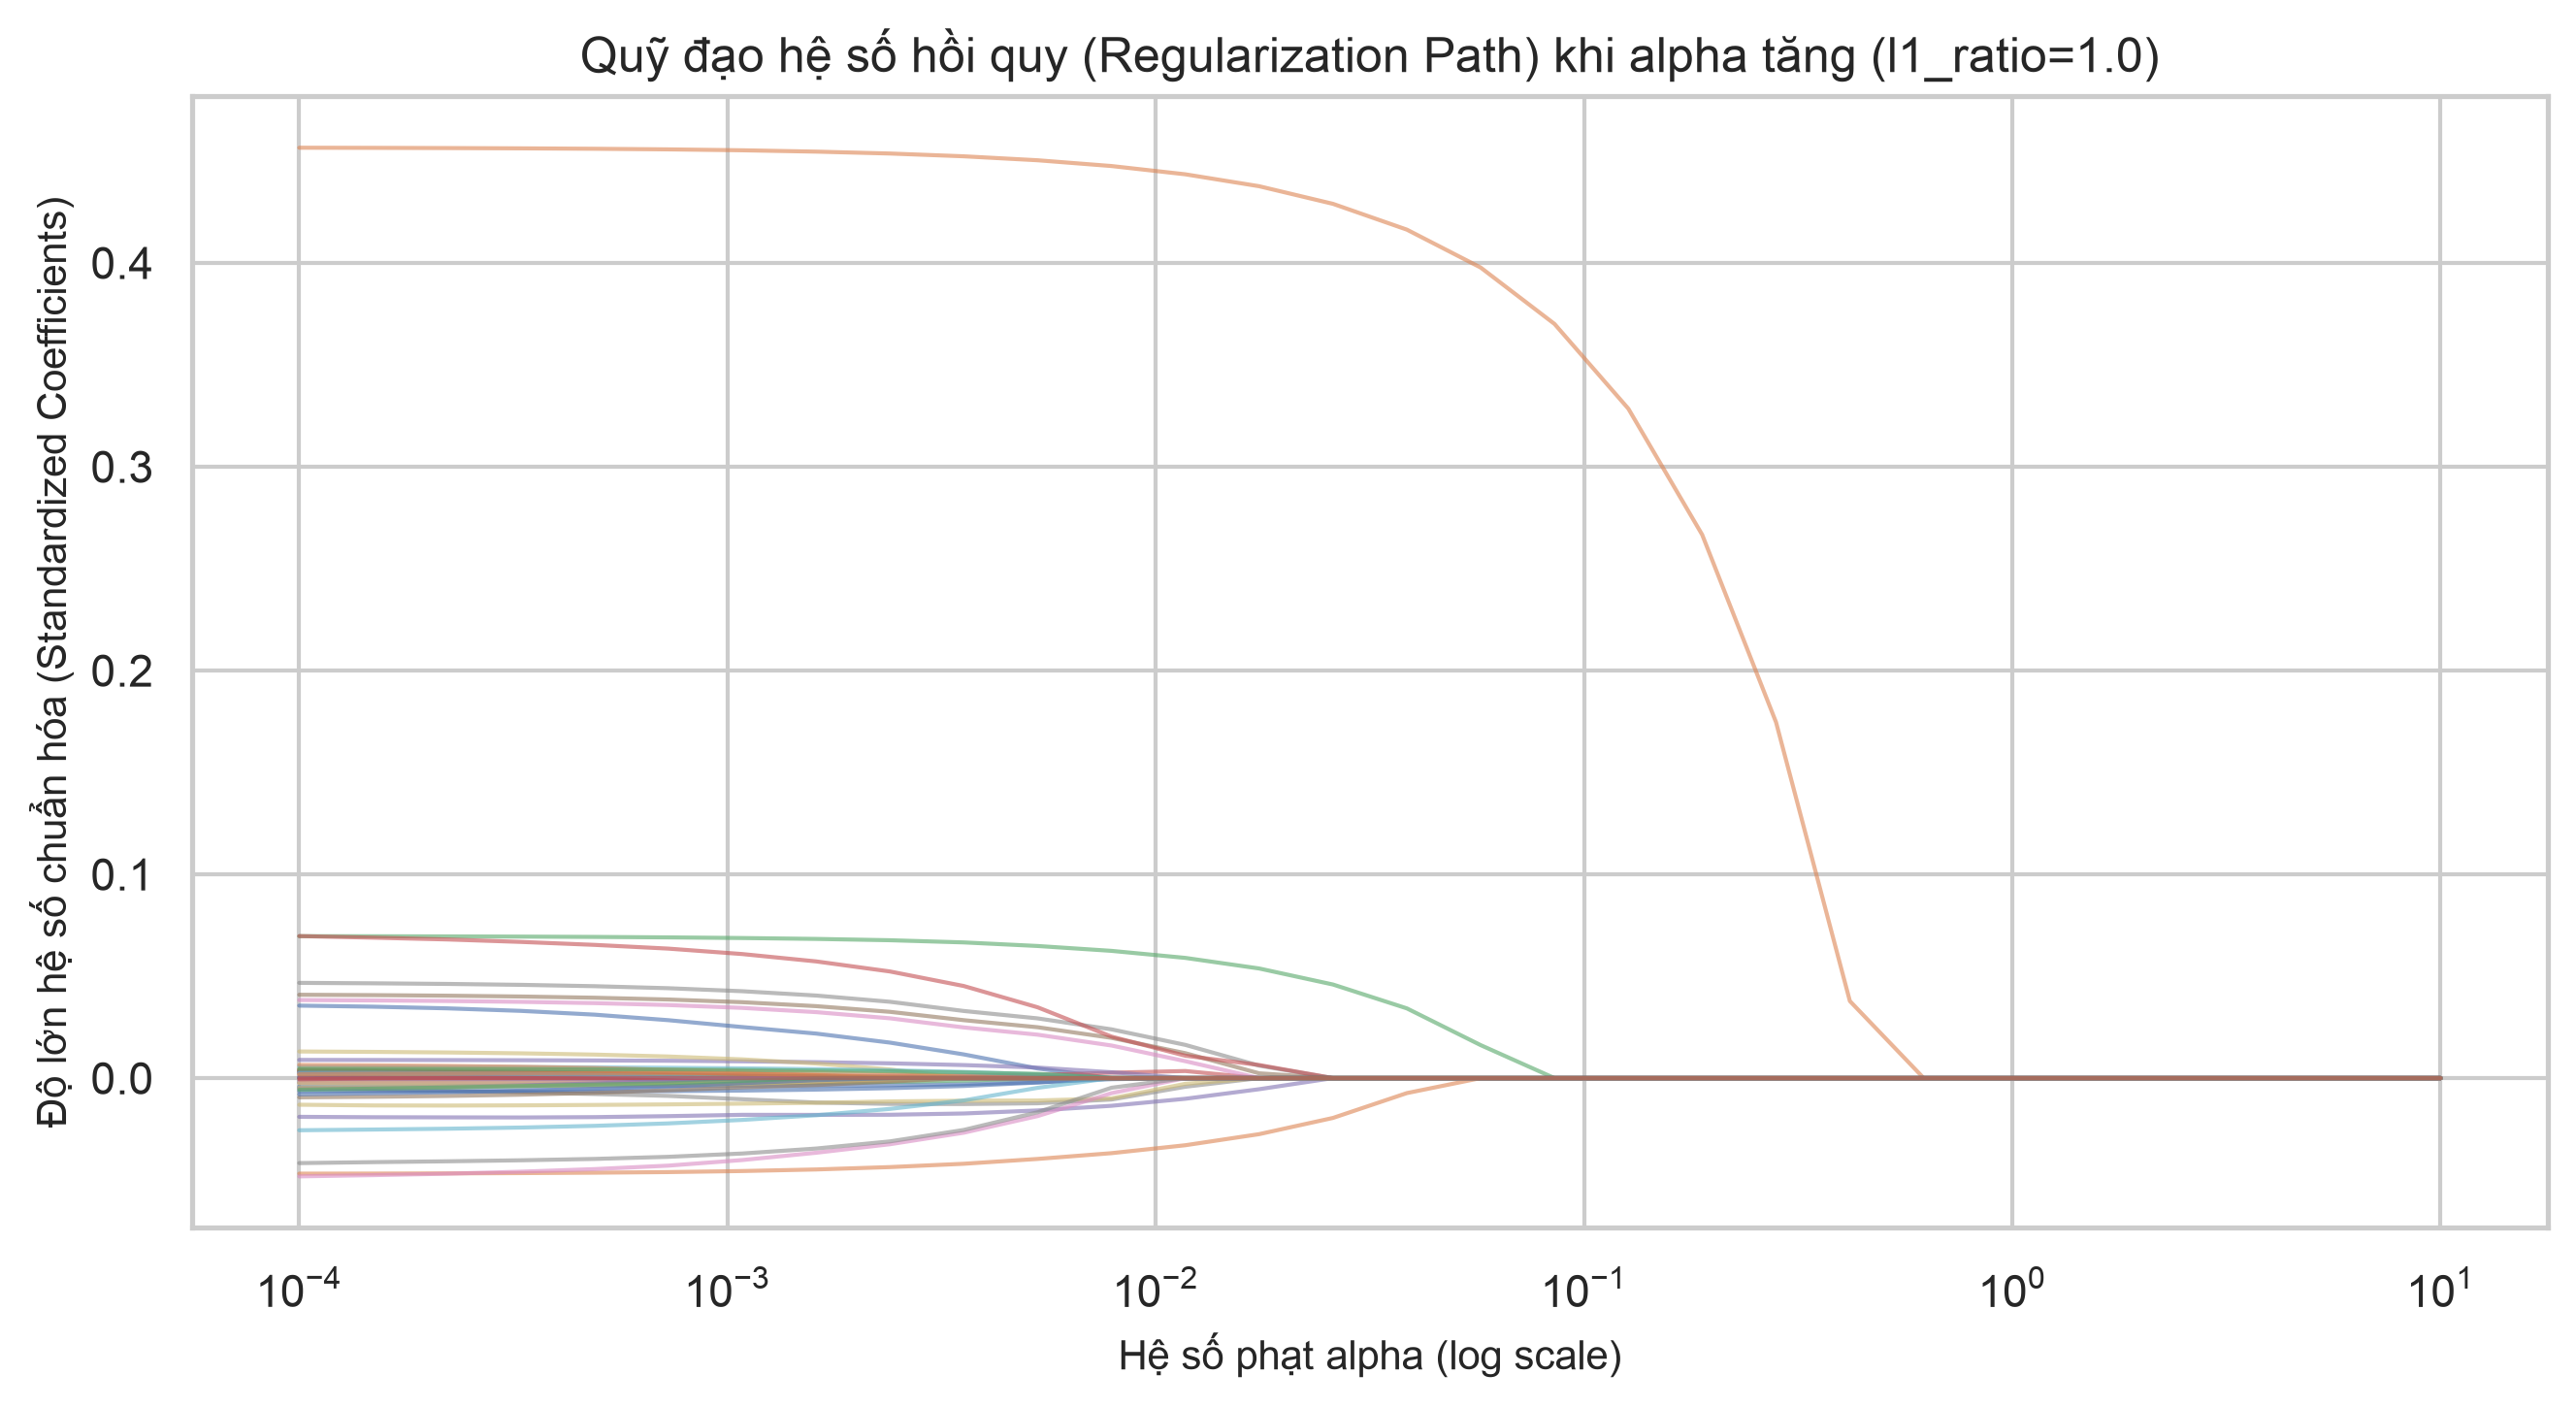 Quỹ đạo hệ số hồi quy (Regularization Path) khi alpha tăng (l1_ratio=1.0)
Độ lớn hệ số chuẩn hóa (Standardized Coefficients)
0.4
0.3
0.2
0.1
0.0
10⁻⁴ 10⁻³ 10⁻² 10⁻¹ 10⁰ 10¹
Hệ số phạt alpha (log scale)